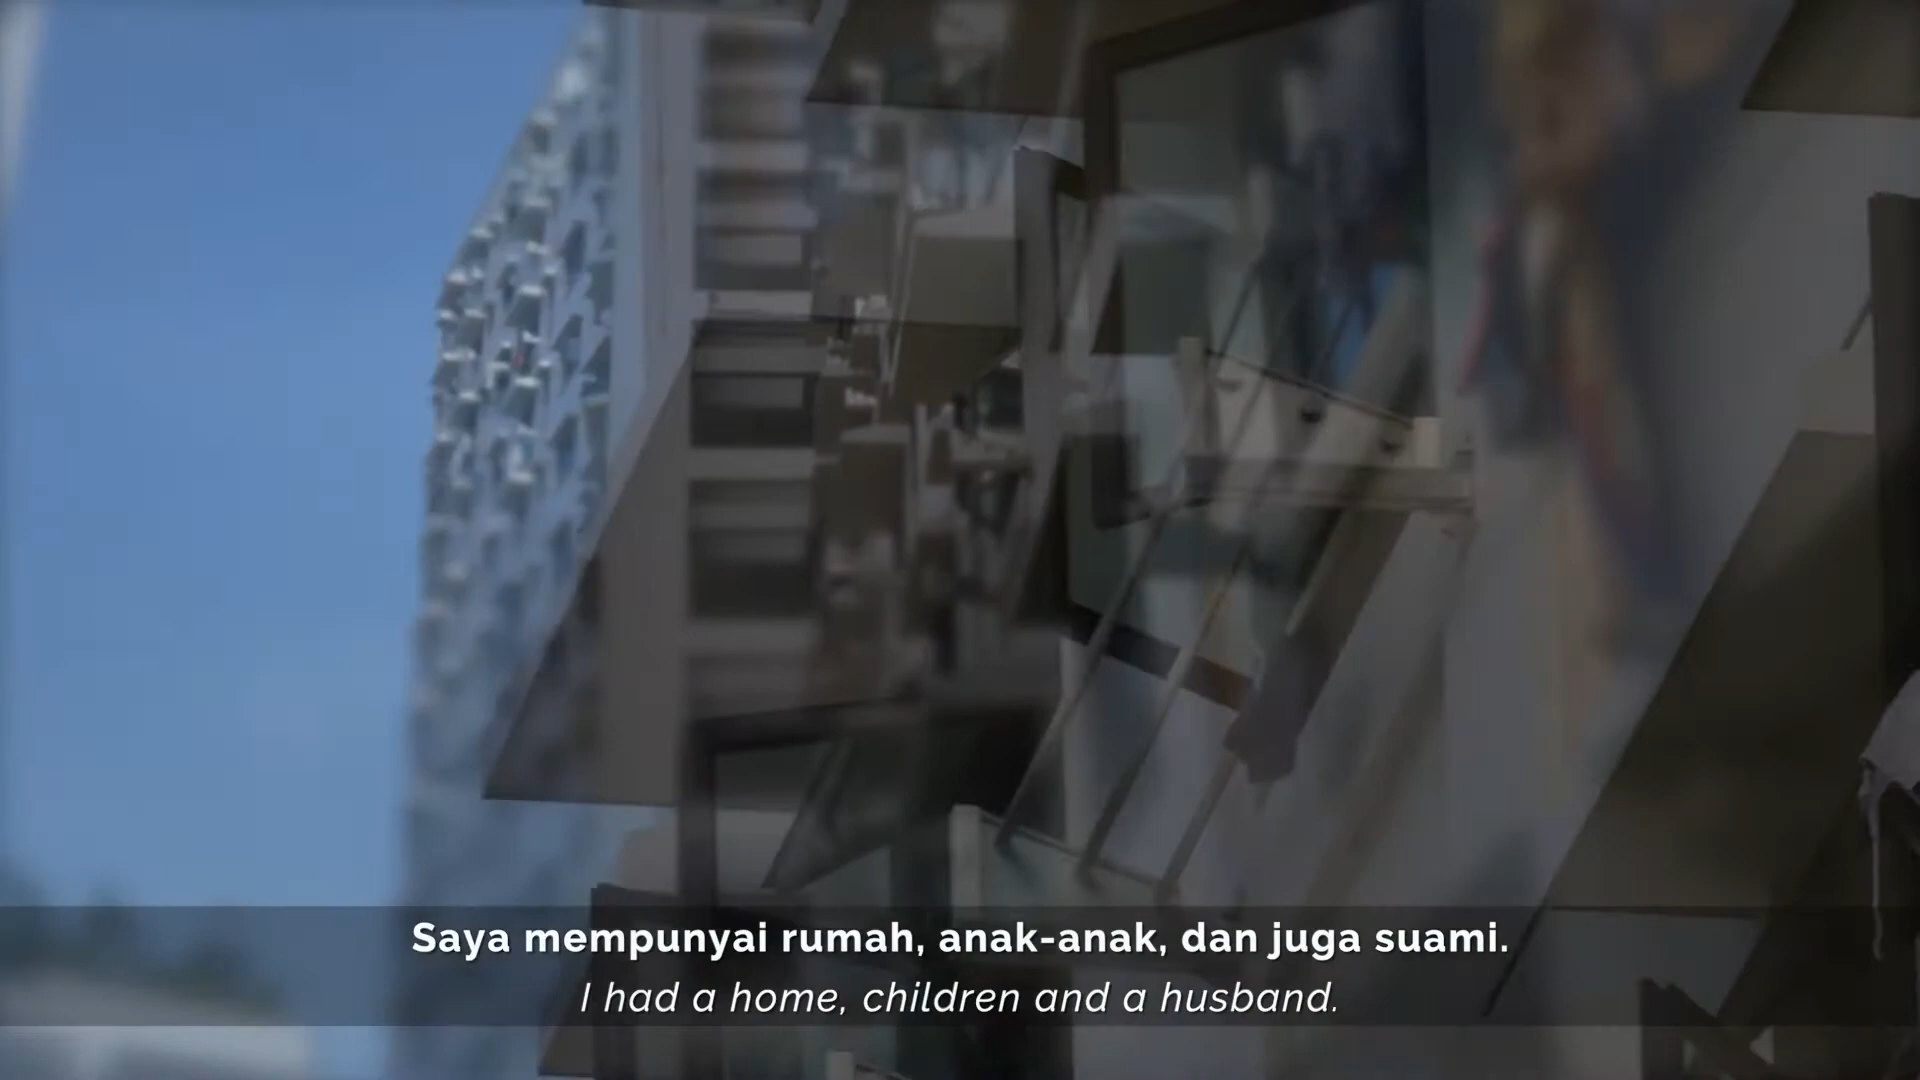 Saya mempunyai rumah, anak-anak, dan juga suami.
I had a home, children and a husband.